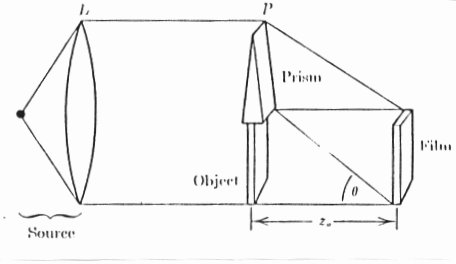 L
P
Prism
Film
Object
θ
z₀
Source